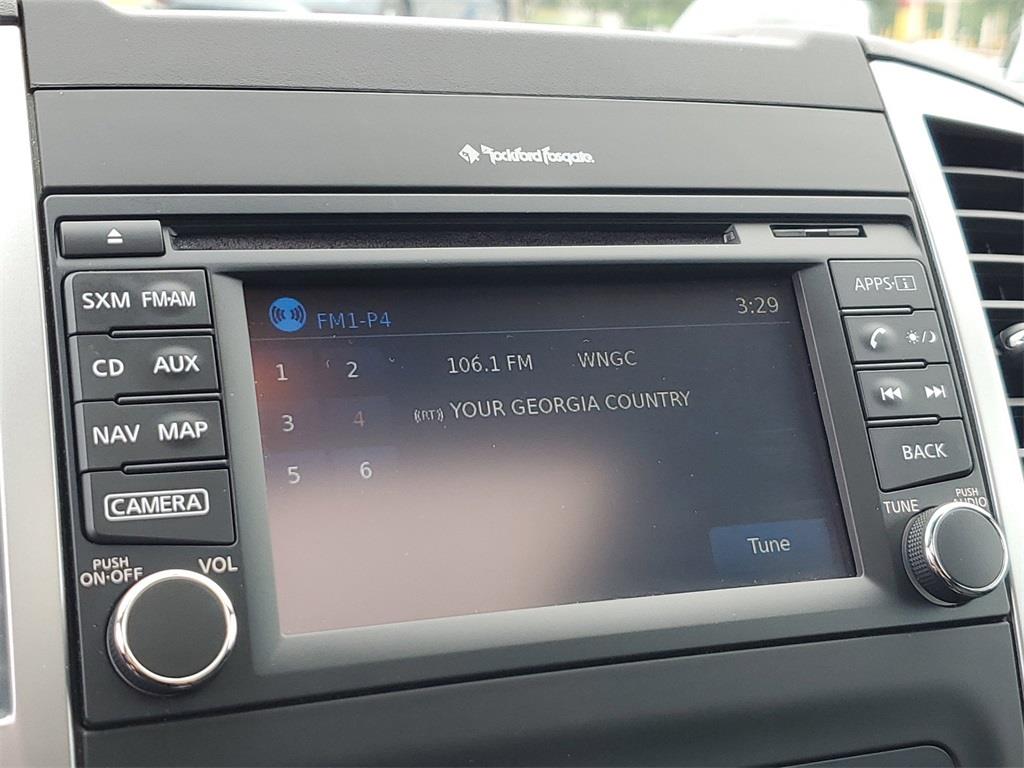 Rockford Fosgate
SXM FM·AM
CD AUX
NAV MAP
CAMERA
PUSH
ON·OFF
VOL
FM1-P4
3:29
1 2
106.1 FM WNGC
3 4
((RT)) YOUR GEORGIA COUNTRY
5 6
Tune
APPS·i
BACK
TUNE
PUSH
AUDIO